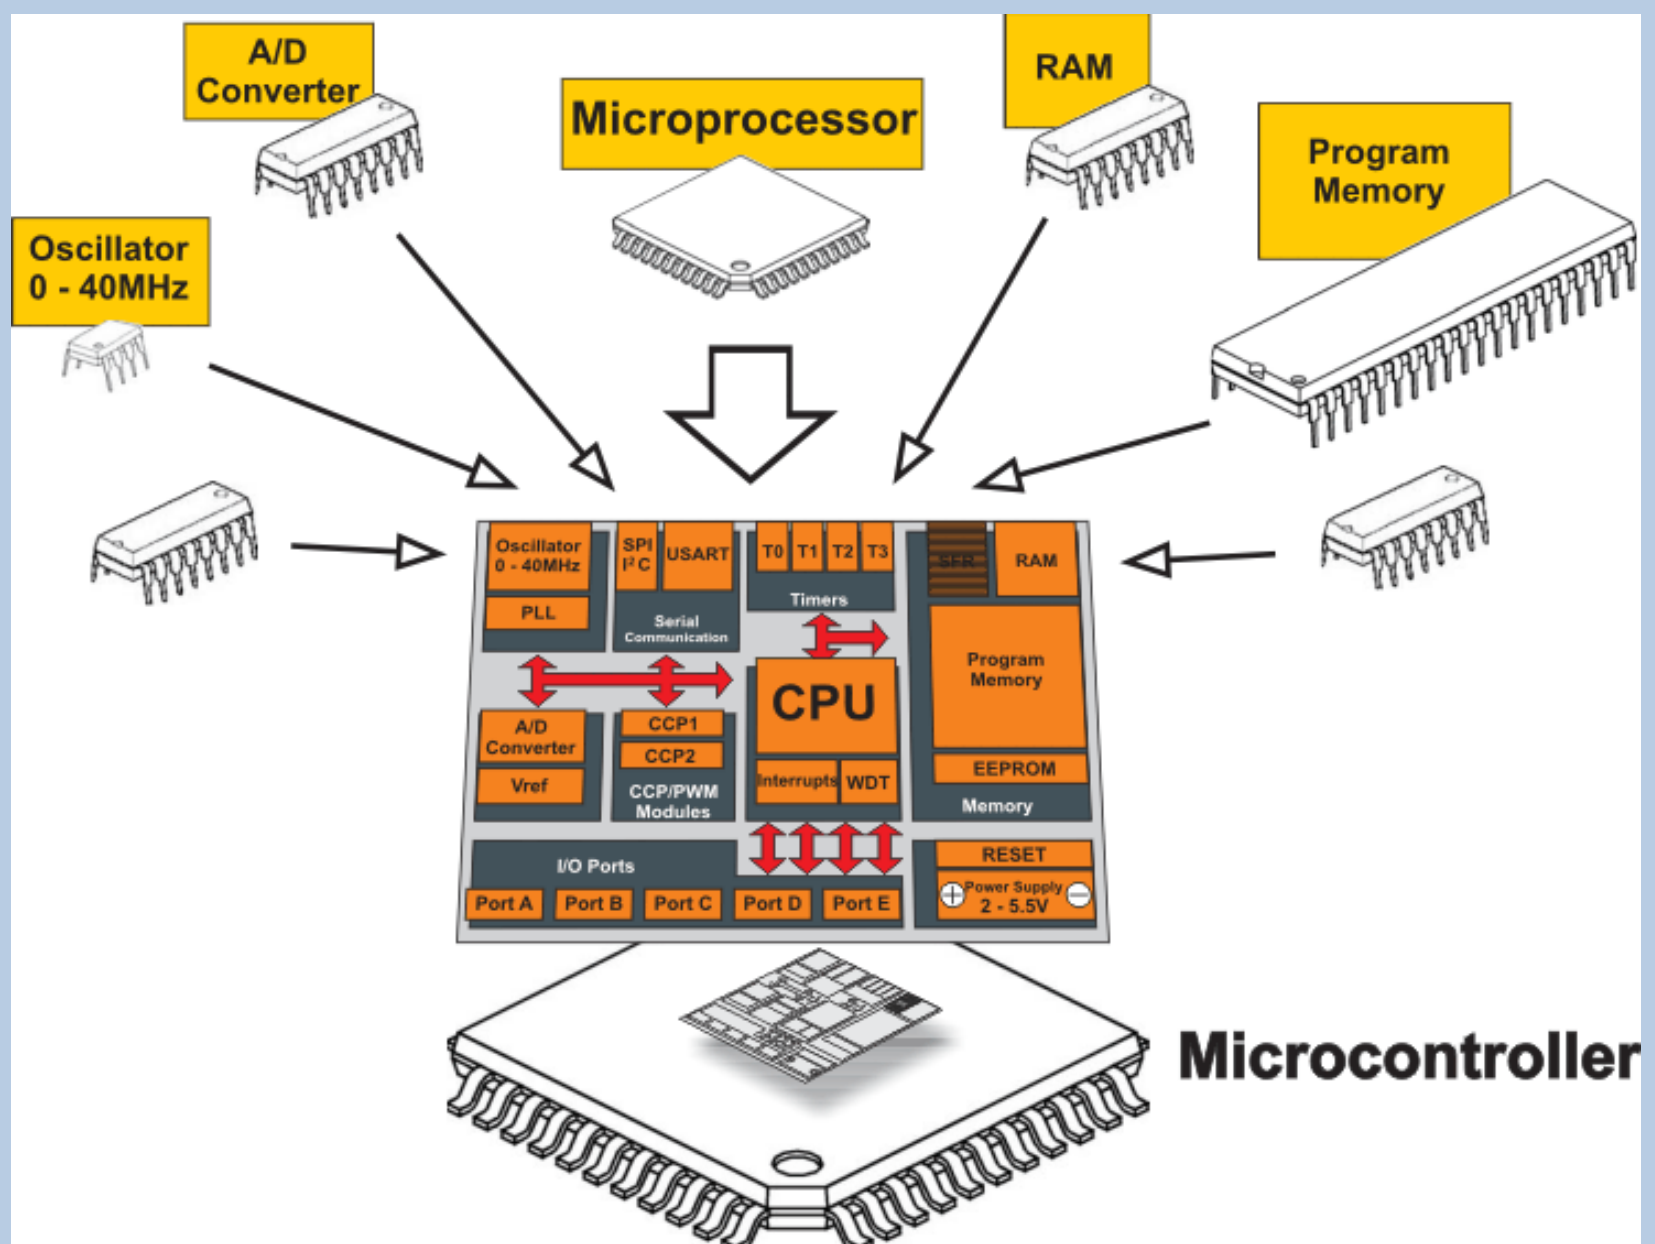 A/D
Converter
Microprocessor
RAM
Program
Memory
Oscillator
0 - 40MHz
Oscillator
0 - 40MHz
PLL
SPI
I²C
USART
Serial
Communication
T0 T1 T2 T3
Timers
SFR
RAM
Program
Memory
EEPROM
Memory
CPU
Interrupts
WDT
A/D
Converter
Vref
CCP1
CCP2
CCP/PWM
Modules
I/O Ports
Port A Port B Port C Port D Port E
RESET
+ Power Supply −
2 - 5.5V
Microcontroller